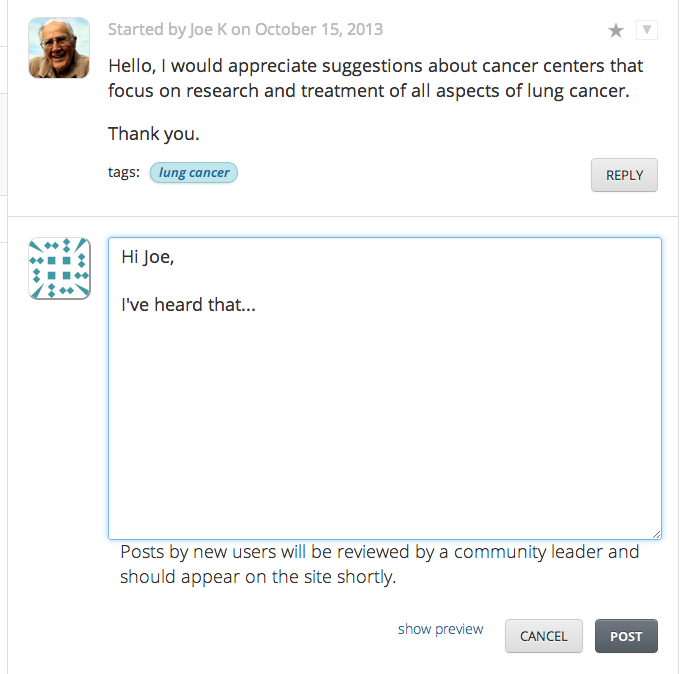 Started by Joe K on October 15, 2013
Hello, I would appreciate suggestions about cancer centers that
focus on research and treatment of all aspects of lung cancer.
Thank you.
tags: lung cancer
REPLY
Hi Joe,
I've heard that...
Posts by new users will be reviewed by a community leader and
should appear on the site shortly.
show preview CANCEL POST